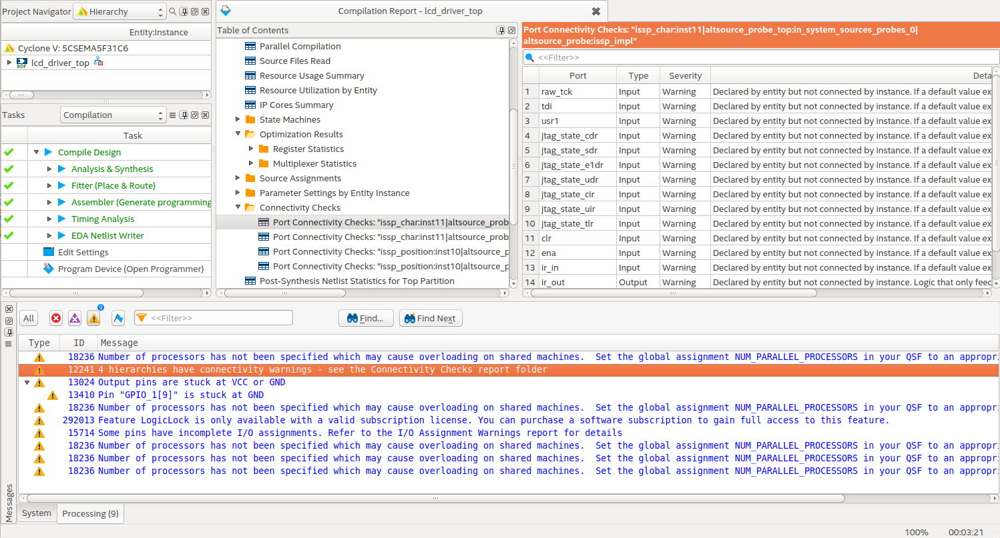 Project Navigator
Hierarchy
Entity:Instance
Cyclone V: 5CSEMA5F31C6
BDF
lcd_driver_top
Tasks
Compilation
Task
Compile Design
Analysis & Synthesis
Fitter (Place & Route)
Assembler (Generate programming
Timing Analysis
EDA Netlist Writer
Edit Settings
Program Device (Open Programmer)
Compilation Report - lcd_driver_top
Table of Contents
Parallel Compilation
Source Files Read
Resource Usage Summary
Resource Utilization by Entity
IP Cores Summary
State Machines
Optimization Results
Register Statistics
Multiplexer Statistics
Source Assignments
Parameter Settings by Entity Instance
Connectivity Checks
Port Connectivity Checks: "issp_char:inst11|altsource_prob
Port Connectivity Checks: "issp_char:inst11|altsource_prob
Port Connectivity Checks: "issp_position:inst10|altsource_p
Port Connectivity Checks: "issp_position:inst10|altsource_p
Post-Synthesis Netlist Statistics for Top Partition
Port Connectivity Checks: "issp_char:inst11|altsource_probe_top:in_system_sources_probes_0|
altsource_probe:issp_impl"
<<Filter>>
Port Type Severity Deta
1 raw_tck Input Warning Declared by entity but not connected by instance. If a default value ex
2 tdi Input Warning Declared by entity but not connected by instance. If a default value ex
3 usr1 Input Warning Declared by entity but not connected by instance. If a default value ex
4 jtag_state_cdr Input Warning Declared by entity but not connected by instance. If a default value ex
5 jtag_state_sdr Input Warning Declared by entity but not connected by instance. If a default value ex
6 jtag_state_e1dr Input Warning Declared by entity but not connected by instance. If a default value ex
7 jtag_state_udr Input Warning Declared by entity but not connected by instance. If a default value ex
8 jtag_state_cir Input Warning Declared by entity but not connected by instance. If a default value ex
9 jtag_state_uir Input Warning Declared by entity but not connected by instance. If a default value ex
10 jtag_state_tlr Input Warning Declared by entity but not connected by instance. If a default value ex
11 clr Input Warning Declared by entity but not connected by instance. If a default value ex
12 ena Input Warning Declared by entity but not connected by instance. If a default value ex
13 ir_in Input Warning Declared by entity but not connected by instance. If a default value ex
14 ir_out Output Warning Declared by entity but not connected by instance. Logic that only feed
All
9
<<Filter>>
Find...
Find Next
Type ID Message
18236 Number of processors has not been specified which may cause overloading on shared machines. Set the global assignment NUM_PARALLEL_PROCESSORS in your QSF to an appropri
12241 4 hierarchies have connectivity warnings - see the Connectivity Checks report folder
13024 Output pins are stuck at VCC or GND
13410 Pin "GPIO_1[9]" is stuck at GND
18236 Number of processors has not been specified which may cause overloading on shared machines. Set the global assignment NUM_PARALLEL_PROCESSORS in your QSF to an appropri
292013 Feature LogicLock is only available with a valid subscription license. You can purchase a software subscription to gain full access to this feature.
15714 Some pins have incomplete I/O assignments. Refer to the I/O Assignment Warnings report for details
18236 Number of processors has not been specified which may cause overloading on shared machines. Set the global assignment NUM_PARALLEL_PROCESSORS in your QSF to an appropri
18236 Number of processors has not been specified which may cause overloading on shared machines. Set the global assignment NUM_PARALLEL_PROCESSORS in your QSF to an appropri
18236 Number of processors has not been specified which may cause overloading on shared machines. Set the global assignment NUM_PARALLEL_PROCESSORS in your QSF to an appropri
Messages
System
Processing (9)
100% 00:03:21